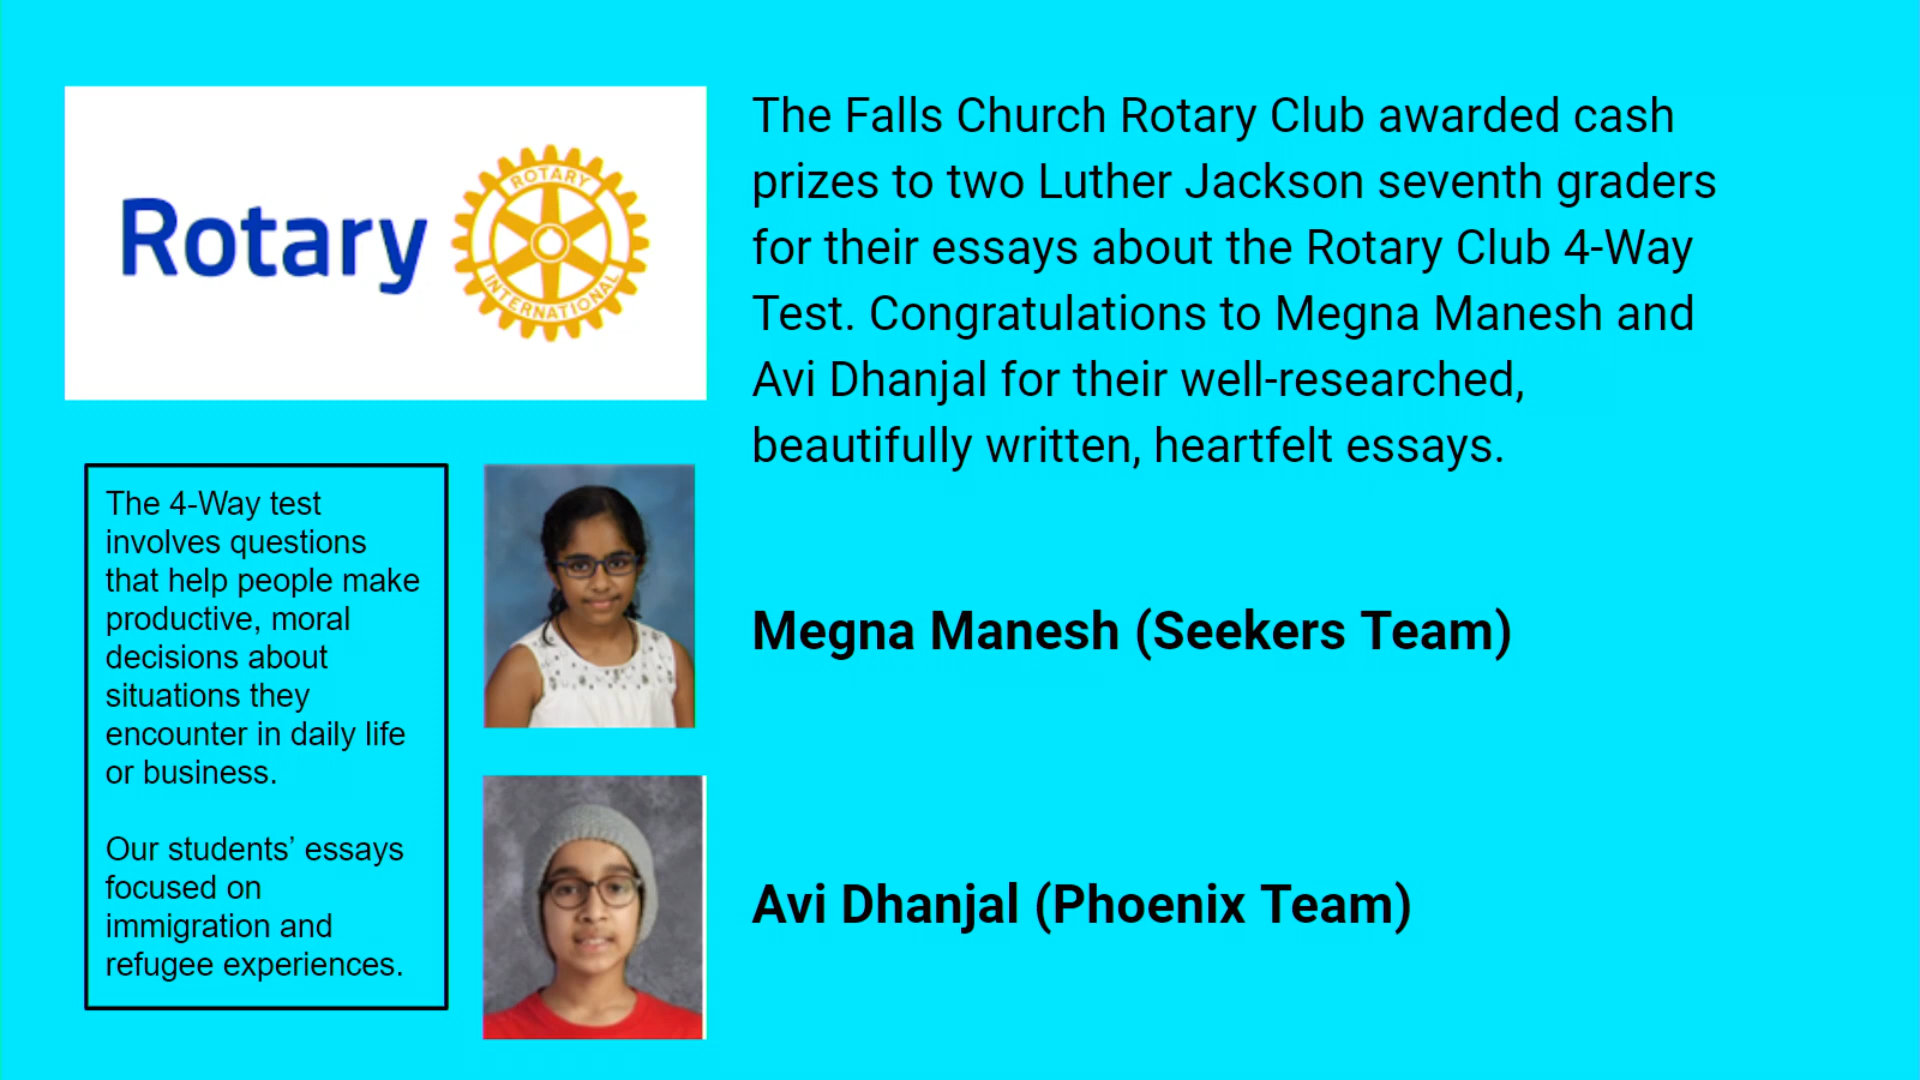 Rotary
ROTARY
INTERNATIONAL
The Falls Church Rotary Club awarded cash
prizes to two Luther Jackson seventh graders
for their essays about the Rotary Club 4-Way
Test. Congratulations to Megna Manesh and
Avi Dhanjal for their well-researched,
beautifully written, heartfelt essays.
The 4-Way test
involves questions
that help people make
productive, moral
decisions about
situations they
encounter in daily life
or business.
Our students’ essays
focused on
immigration and
refugee experiences.
Megna Manesh (Seekers Team)
Avi Dhanjal (Phoenix Team)